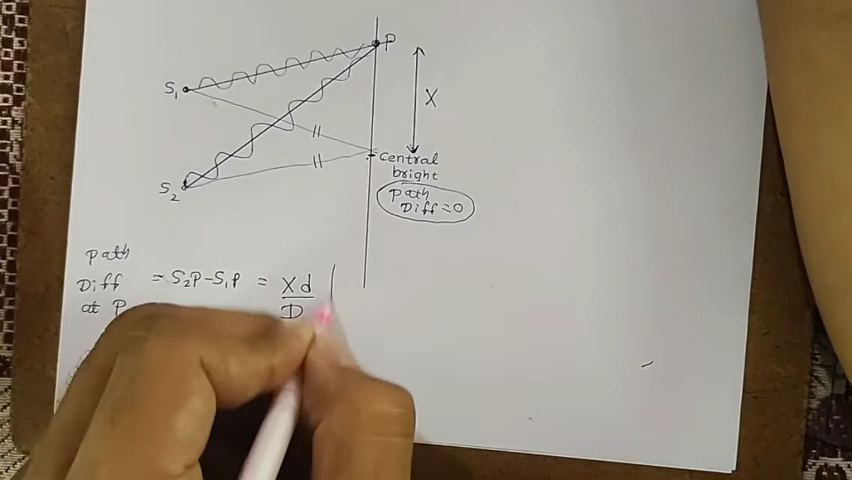 P
S1
X
central
bright
S2
path
Diff = 0
path
Diff = S2P-S1P = Xd
at P D